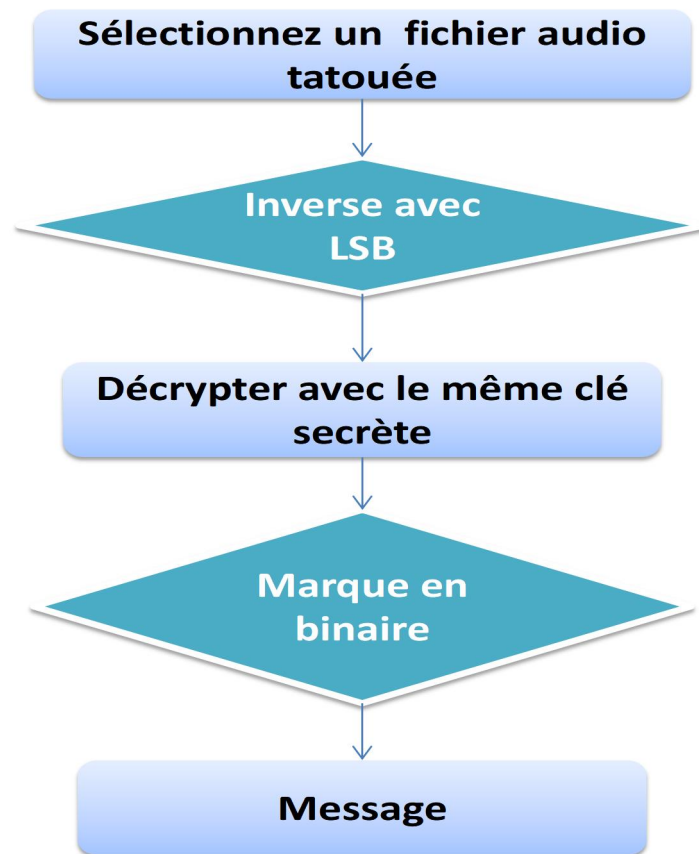 Sélectionnez un fichier audio
tatouée
Inverse avec
LSB
Décrypter avec le même clé
secrète
Marque en
binaire
Message